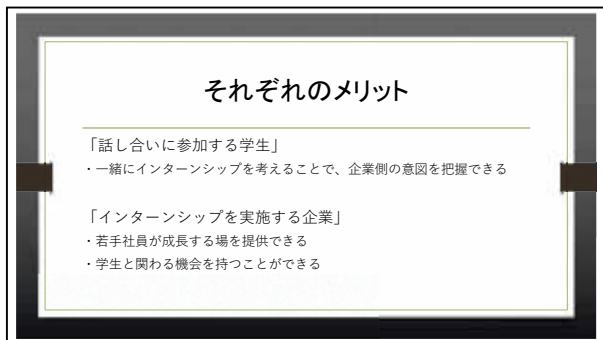 それぞれのメリット
「話し合いに参加する学生」
・一緒にインターンシップを考えることで、企業側の意図を把握できる
「インターンシップを実施する企業」
・若手社員が成長する場を提供できる
・学生と関わる機会を持つことができる